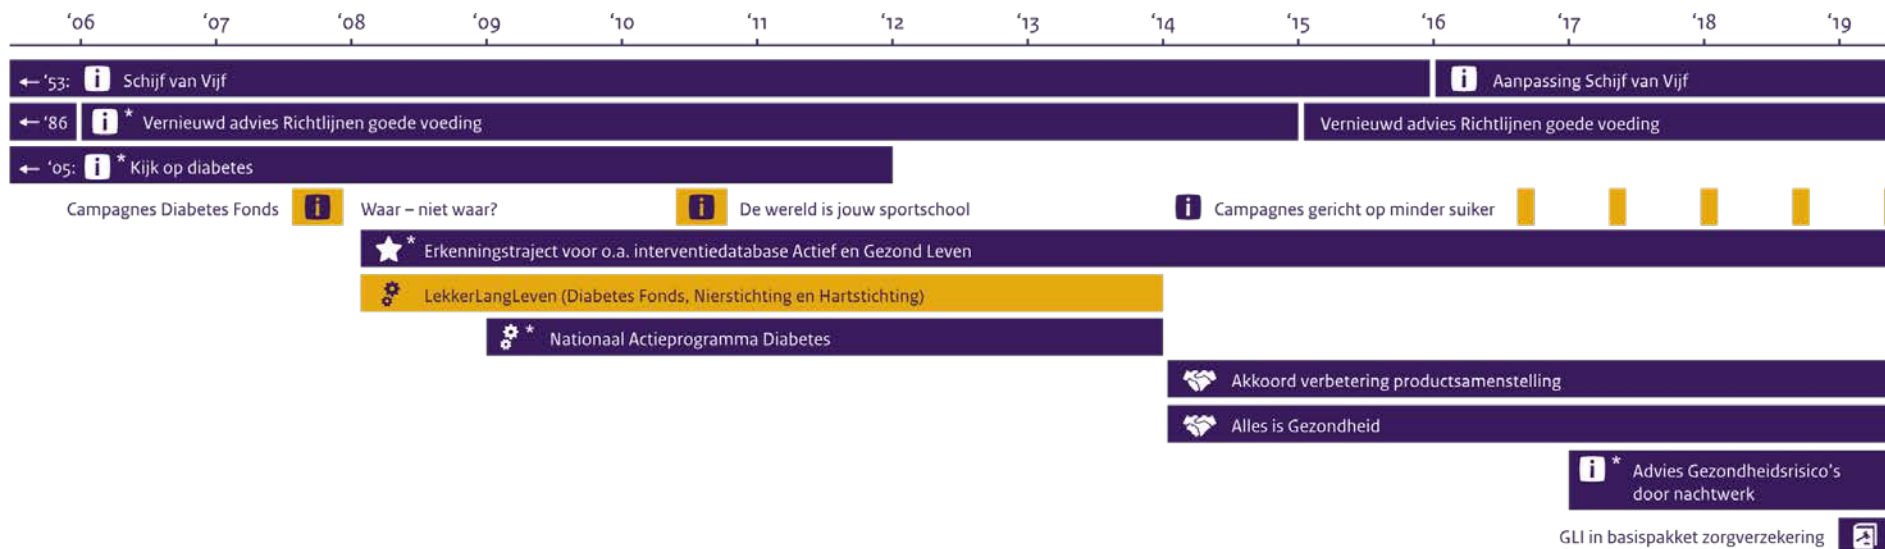 ‘06 ‘07 ‘08 ‘09 ‘10 ‘11 ‘12 ‘13 ‘14 ‘15 ‘16 ‘17 ‘18 ‘19
← ‘53: i Schijf van Vijf i Aanpassing Schijf van Vijf
← ‘86 i * Vernieuwd advies Richtlijnen goede voeding Vernieuwd advies Richtlijnen goede voeding
← ‘05: i * Kijk op diabetes
Campagnes Diabetes Fonds i Waar – niet waar? i De wereld is jouw sportschool i Campagnes gericht op minder suiker
* Erkenningstraject voor o.a. interventiedatabase Actief en Gezond Leven
LekkerLangLeven (Diabetes Fonds, Nierstichting en Hartstichting)
* Nationaal Actieprogramma Diabetes
Akkoord verbetering productsamenstelling
Alles is Gezondheid
i * Advies Gezondheidsrisico’s
door nachtwerk
GLI in basispakket zorgverzekering